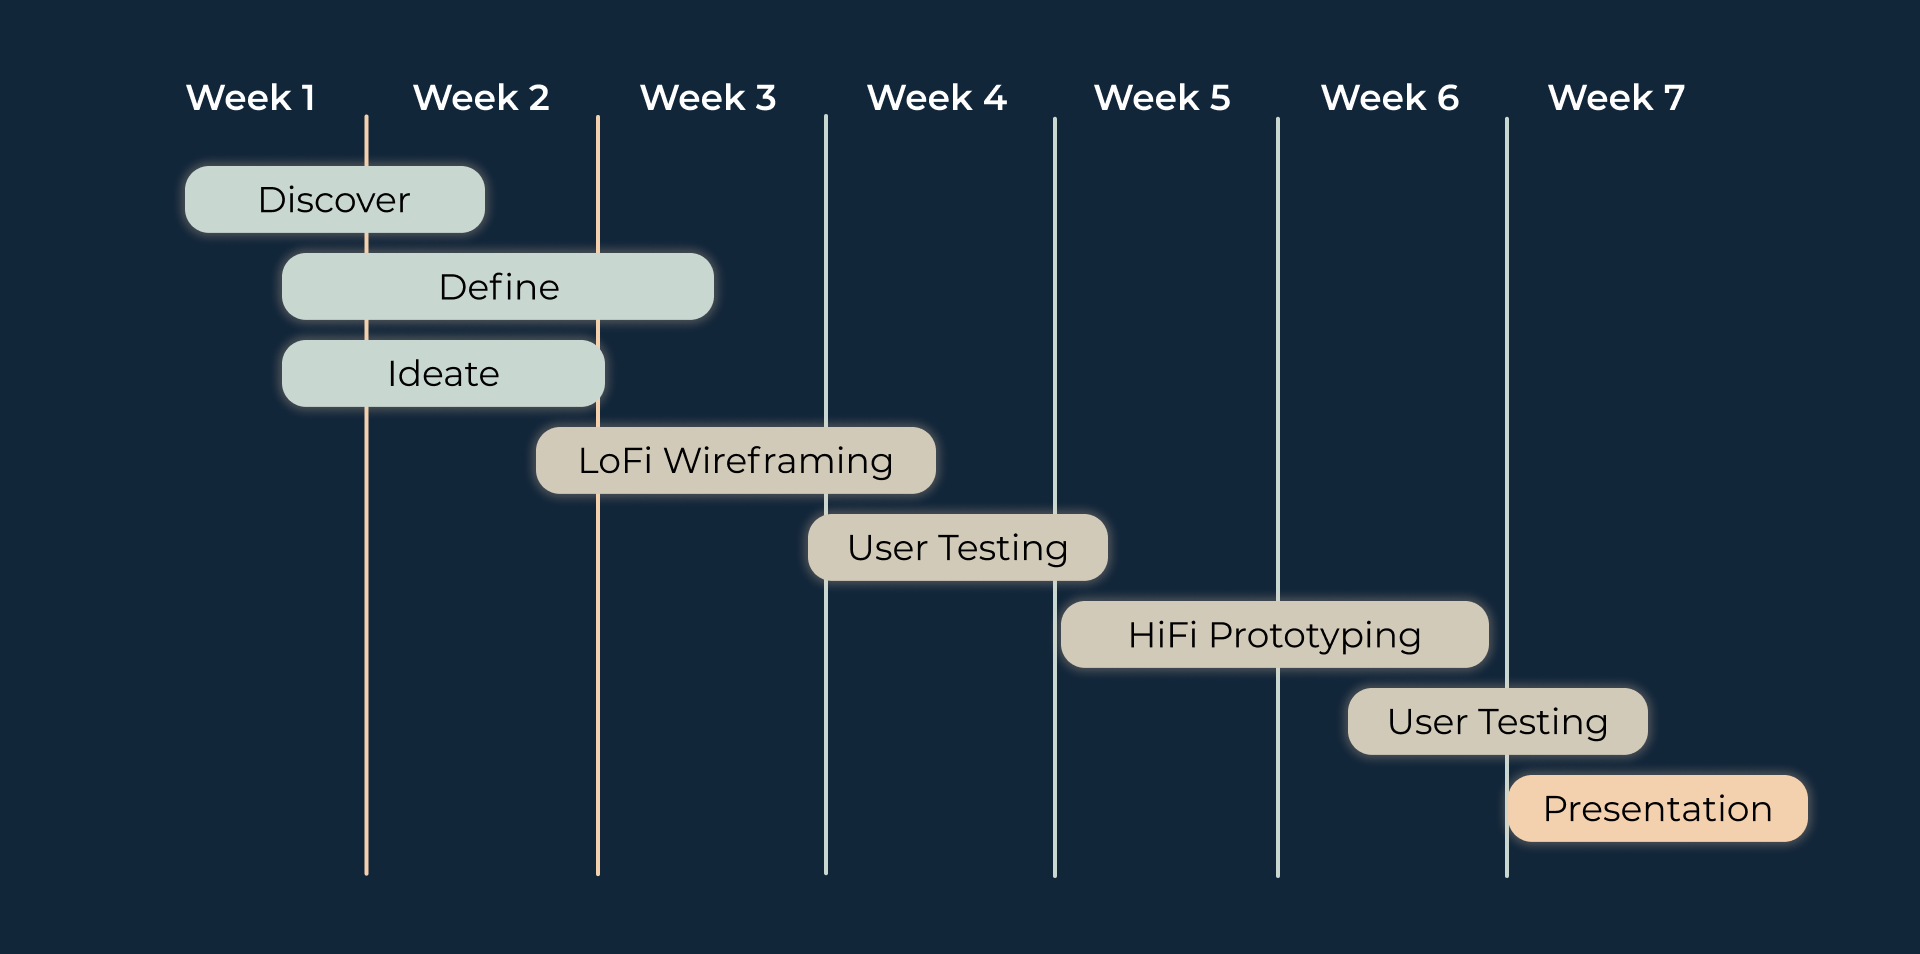 Week 1
Week 2
Week 3
Week 4
Week 5
Week 6
Week 7
Discover
Define
Ideate
LoFi Wireframing
User Testing
HiFi Prototyping
User Testing
Presentation